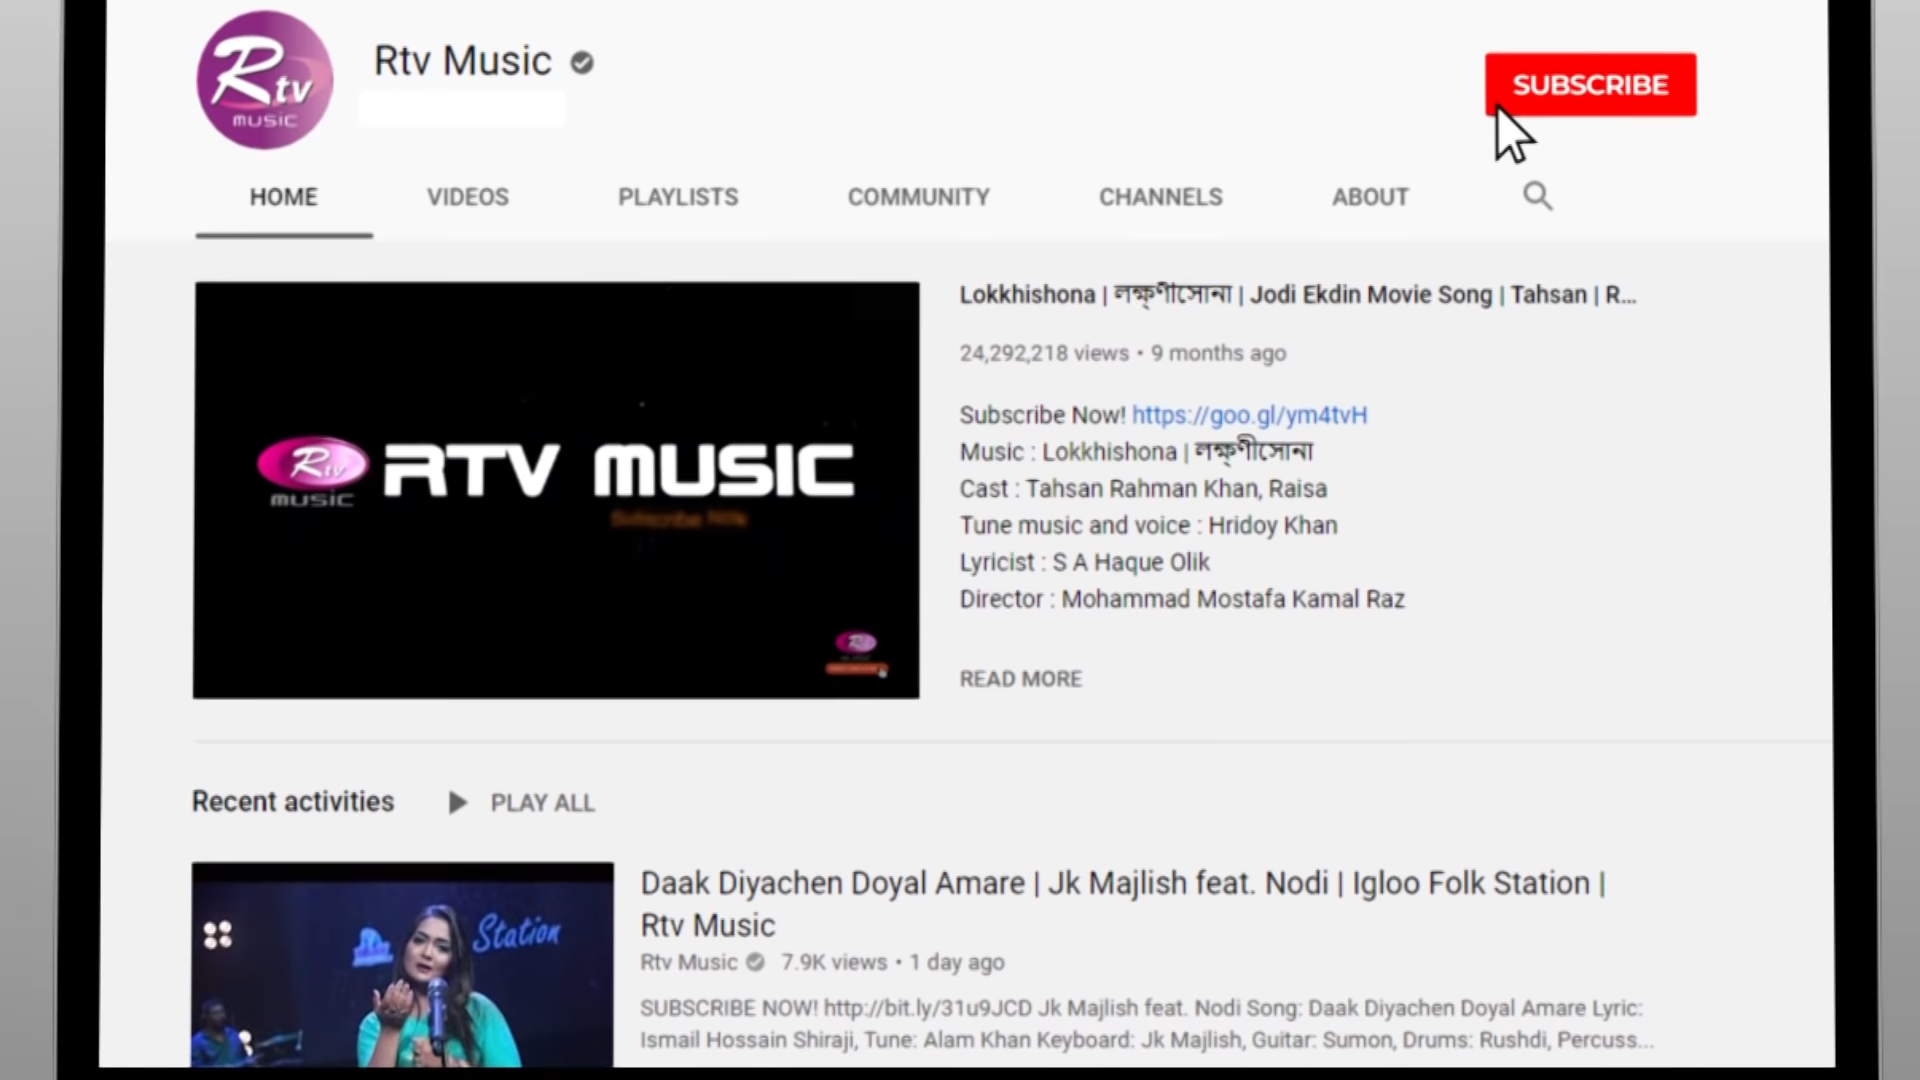 Rtv
MUSIC
Rtv Music
SUBSCRIBE
HOME
VIDEOS
PLAYLISTS
COMMUNITY
CHANNELS
ABOUT
Rtv
MUSIC
RTV MUSIC
Subscribe Now
Lokkhishona | লক্ষ্ণীসোনা | Jodi Ekdin Movie Song | Tahsan | R...
24,292,218 views • 9 months ago
Subscribe Now! https://goo.gl/ym4tvH
Music : Lokkhishona | লক্ষ্ণীসোনা
Cast : Tahsan Rahman Khan, Raisa
Tune music and voice : Hridoy Khan
Lyricist : S A Haque Olik
Director : Mohammad Mostafa Kamal Raz
READ MORE
Recent activities
PLAY ALL
Station
Daak Diyachen Doyal Amare | Jk Majlish feat. Nodi | Igloo Folk Station |
Rtv Music
Rtv Music 7.9K views • 1 day ago
SUBSCRIBE NOW! http://bit.ly/31u9JCD Jk Majlish feat. Nodi Song: Daak Diyachen Doyal Amare Lyric:
Ismail Hossain Shiraji, Tune: Alam Khan Keyboard: Jk Majlish, Guitar: Sumon, Drums: Rushdi, Percuss...